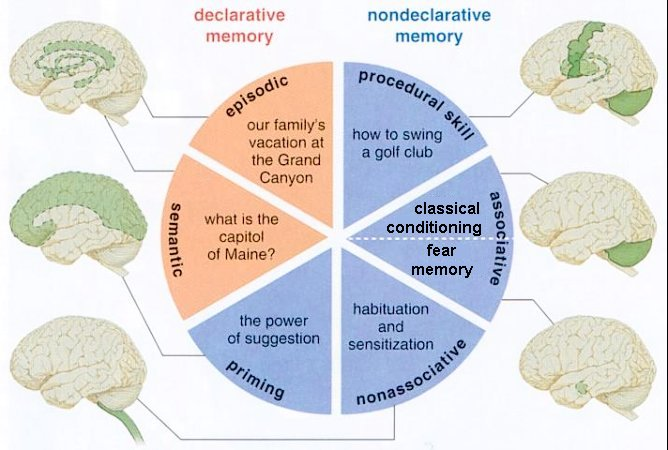 declarative
memory
nondeclarative
memory
episodic
our family's
vacation at
the Grand
Canyon
procedural skill
how to swing
a golf club
semantic
what is the
capitol
of Maine?
associative
classical
conditioning
fear
memory
the power
of suggestion
priming
habituation
and
sensitization
nonassociative